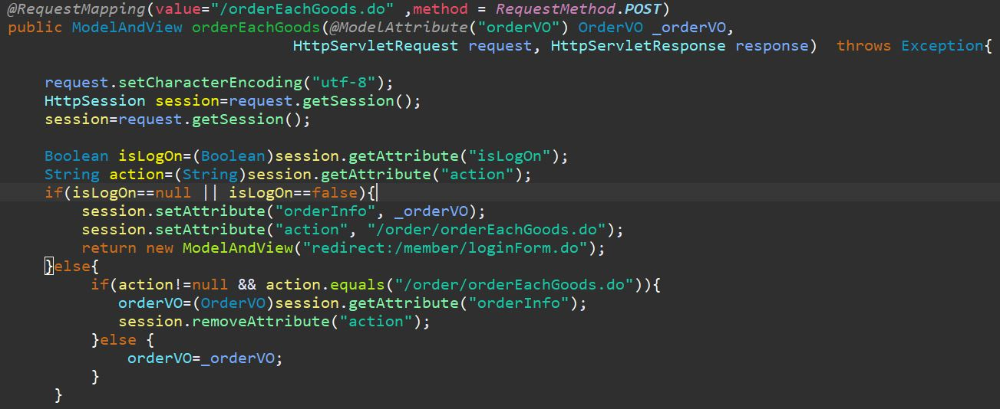 @RequestMapping(value="/orderEachGoods.do" ,method = RequestMethod.POST)
public ModelAndView orderEachGoods(@ModelAttribute("orderVO") OrderVO _orderVO,
HttpServletRequest request, HttpServletResponse response)  throws Exception{
request.setCharacterEncoding("utf-8");
HttpSession session=request.getSession();
session=request.getSession();
Boolean isLogOn=(Boolean)session.getAttribute("isLogOn");
String action=(String)session.getAttribute("action");
if(isLogOn==null || isLogOn==false){
session.setAttribute("orderInfo", _orderVO);
session.setAttribute("action", "/order/orderEachGoods.do");
return new ModelAndView("redirect:/member/loginForm.do");
}else{
if(action!=null && action.equals("/order/orderEachGoods.do")){
orderVO=(OrderVO)session.getAttribute("orderInfo");
session.removeAttribute("action");
}else {
orderVO=_orderVO;
}
}